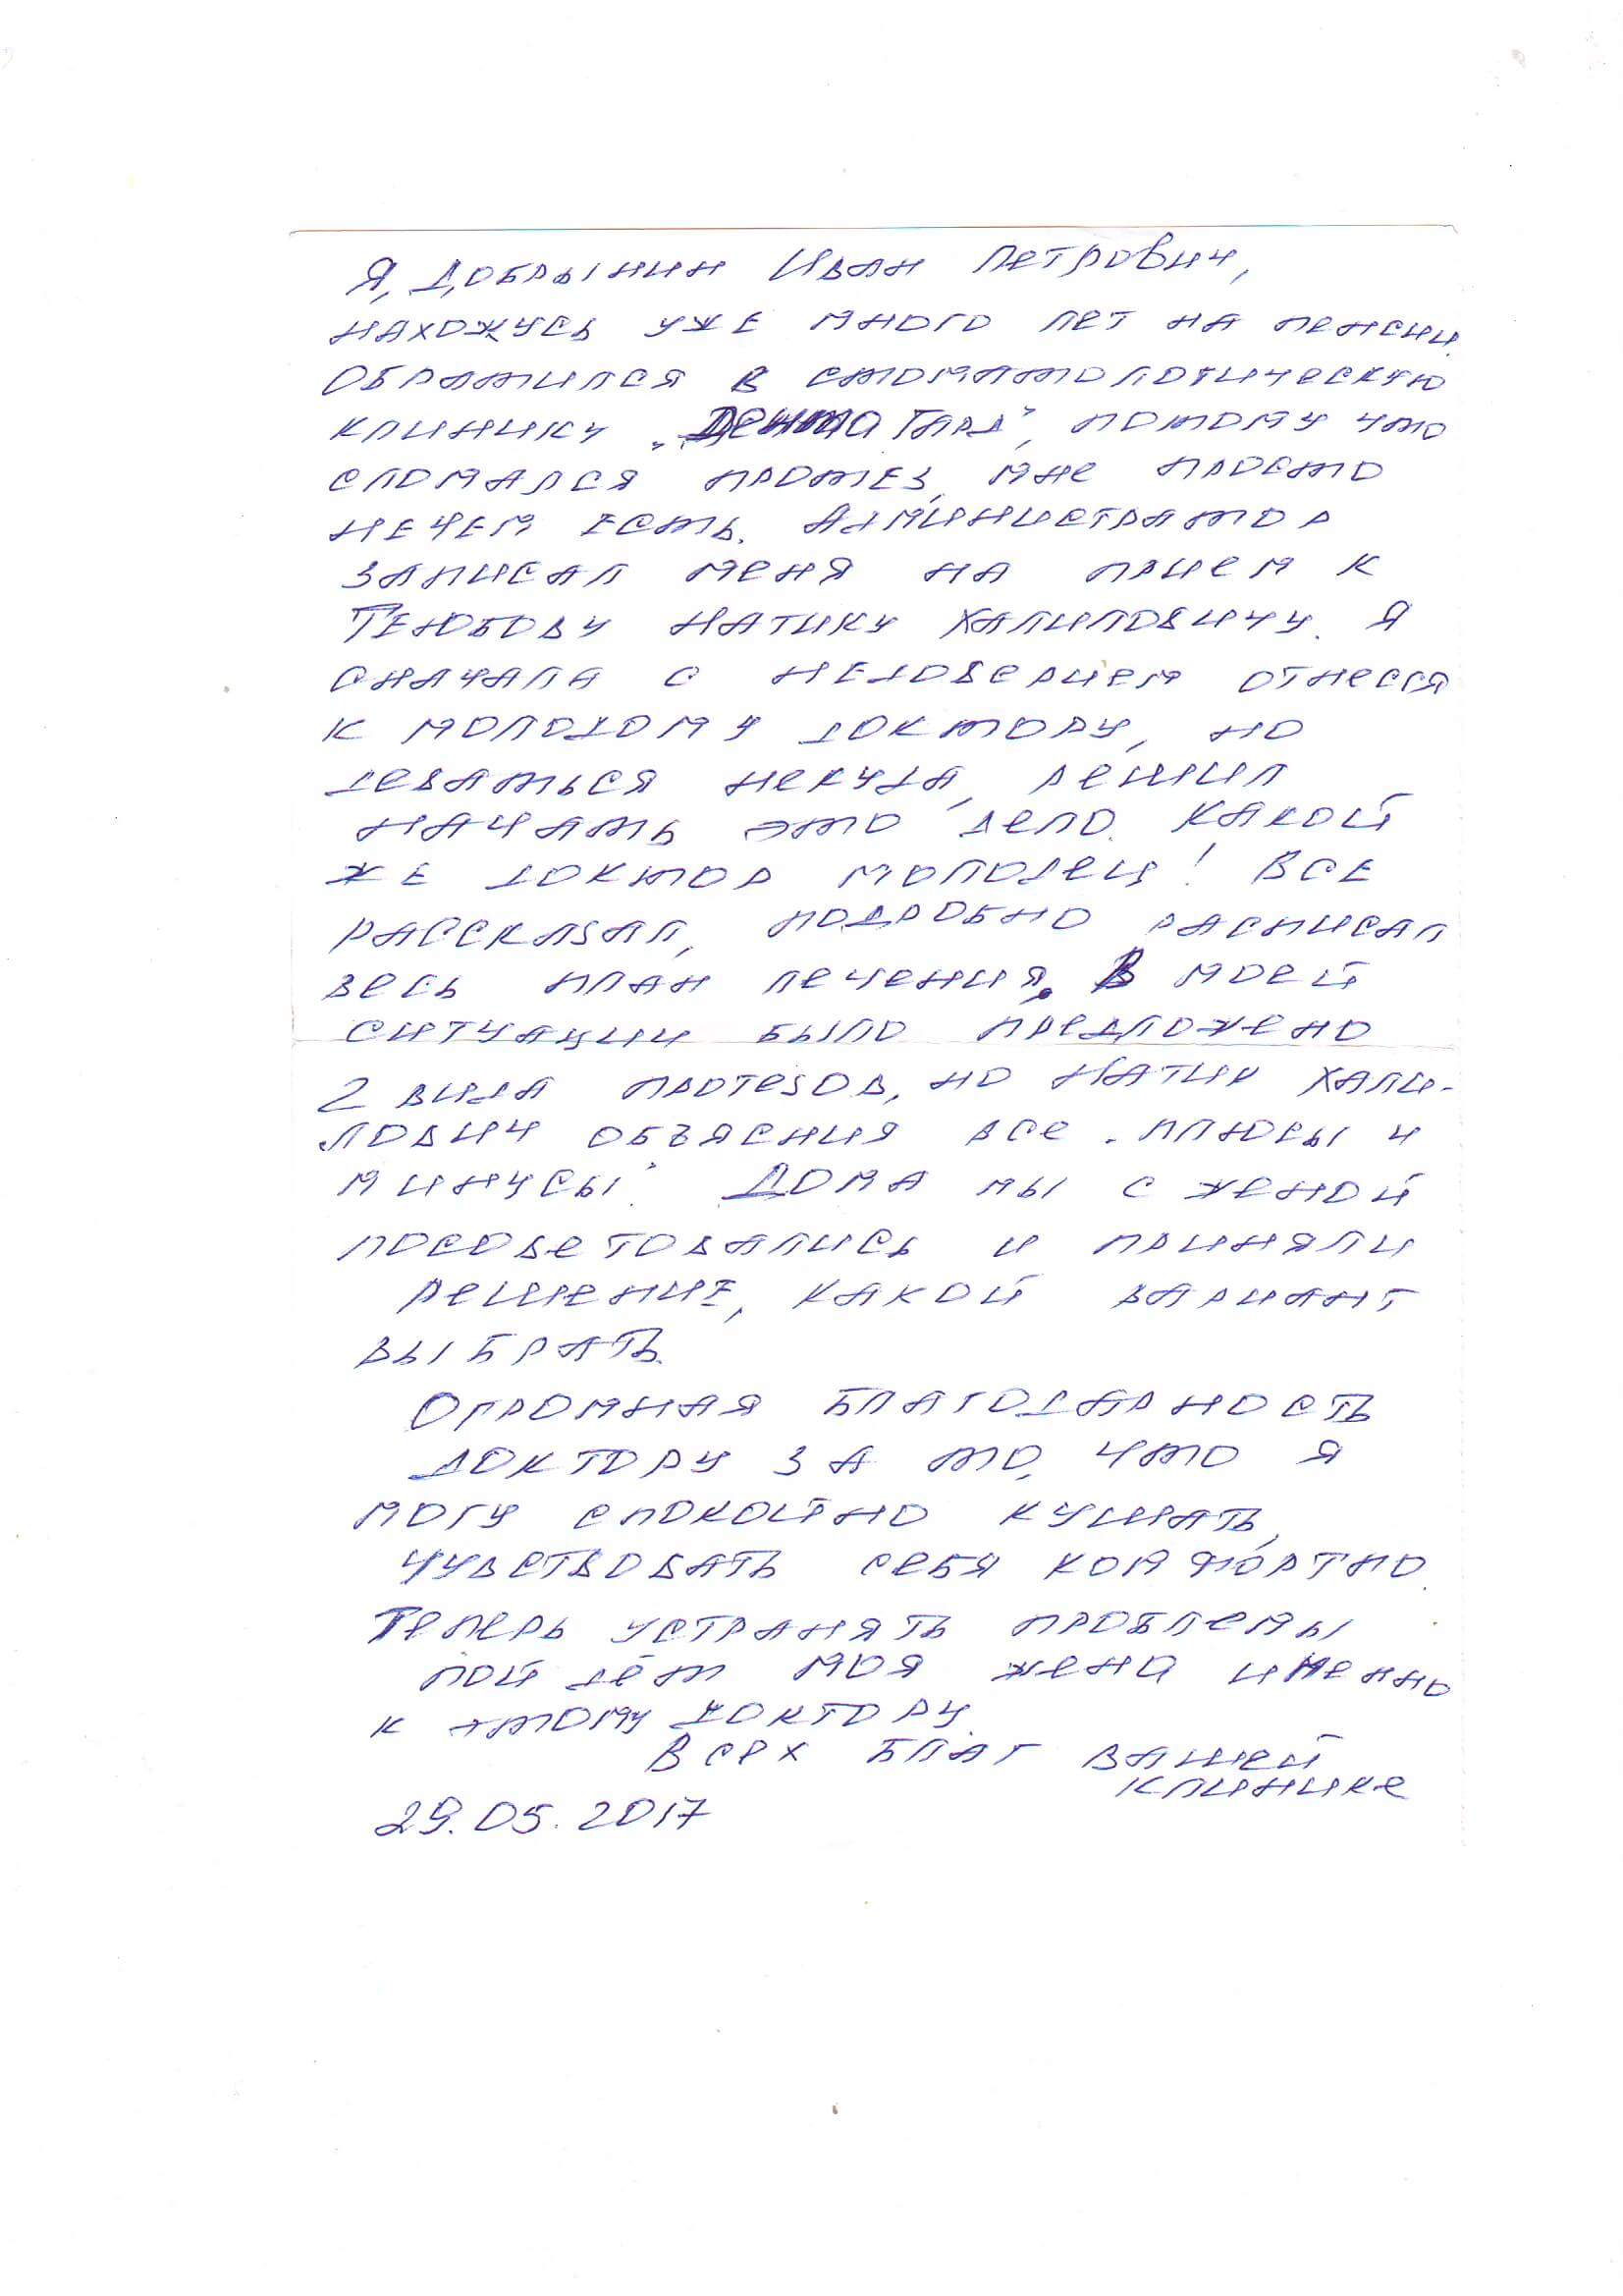 Я, Добрынин Иван Петрович,
нахожусь уже много лет на пенсии.
Обратился в стоматологическую
клинику „Дента Гард", потому что
сломался протез, мне просто
нечем есть. Администратор
записал меня на прием к
Теюбову Натику Халиловичу. Я
сначала с недоверием отнесся
к молодому доктору, но
деваться некуда, решил
начать это дело. Какой
же доктор молодец! Все
рассказал, подробно расписал
весь план лечения. В моей
ситуации было предложено
2 вида протезов, но Натик Хали-
лович объясния все „плюсы и
минусы". Дома мы с женой
посоветовались и приняли
решение, какой вариант
выбрать.
Огромная благодарность
доктору за то, что я
могу спокойно кушать,
чувствовать себя комфортно.
Теперь устранять проблемы
пойдёт моя жена именно
к этому доктору.
Всех благ вашей
клинике
29.05.2017